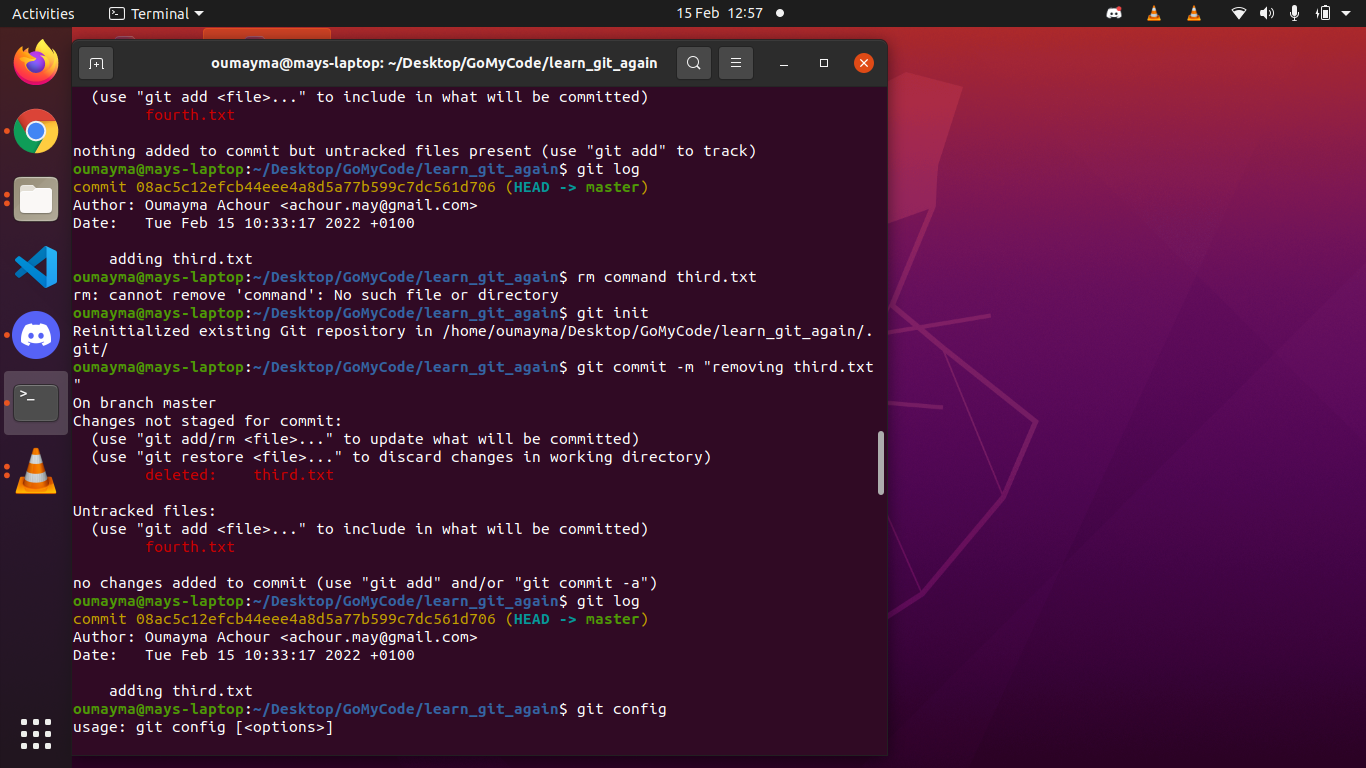 Activities
Terminal
15 Feb 12:57
oumayma@mays-laptop: ~/Desktop/GoMyCode/learn_git_again
(use "git add <file>..." to include in what will be committed)
fourth.txt
nothing added to commit but untracked files present (use "git add" to track)
oumayma@mays-laptop:~/Desktop/GoMyCode/learn_git_again$ git log
commit 08ac5c12efcb44eee4a8d5a77b599c7dc561d706 (HEAD -> master)
Author: Oumayma Achour <achour.may@gmail.com>
Date:   Tue Feb 15 10:33:17 2022 +0100
adding third.txt
oumayma@mays-laptop:~/Desktop/GoMyCode/learn_git_again$ rm command third.txt
rm: cannot remove 'command': No such file or directory
oumayma@mays-laptop:~/Desktop/GoMyCode/learn_git_again$ git init
Reinitialized existing Git repository in /home/oumayma/Desktop/GoMyCode/learn_git_again/.
git/
oumayma@mays-laptop:~/Desktop/GoMyCode/learn_git_again$ git commit -m "removing third.txt
"
On branch master
Changes not staged for commit:
(use "git add/rm <file>..." to update what will be committed)
(use "git restore <file>..." to discard changes in working directory)
deleted:    third.txt
Untracked files:
(use "git add <file>..." to include in what will be committed)
fourth.txt
no changes added to commit (use "git add" and/or "git commit -a")
oumayma@mays-laptop:~/Desktop/GoMyCode/learn_git_again$ git log
commit 08ac5c12efcb44eee4a8d5a77b599c7dc561d706 (HEAD -> master)
Author: Oumayma Achour <achour.may@gmail.com>
Date:   Tue Feb 15 10:33:17 2022 +0100
adding third.txt
oumayma@mays-laptop:~/Desktop/GoMyCode/learn_git_again$ git config
usage: git config [<options>]